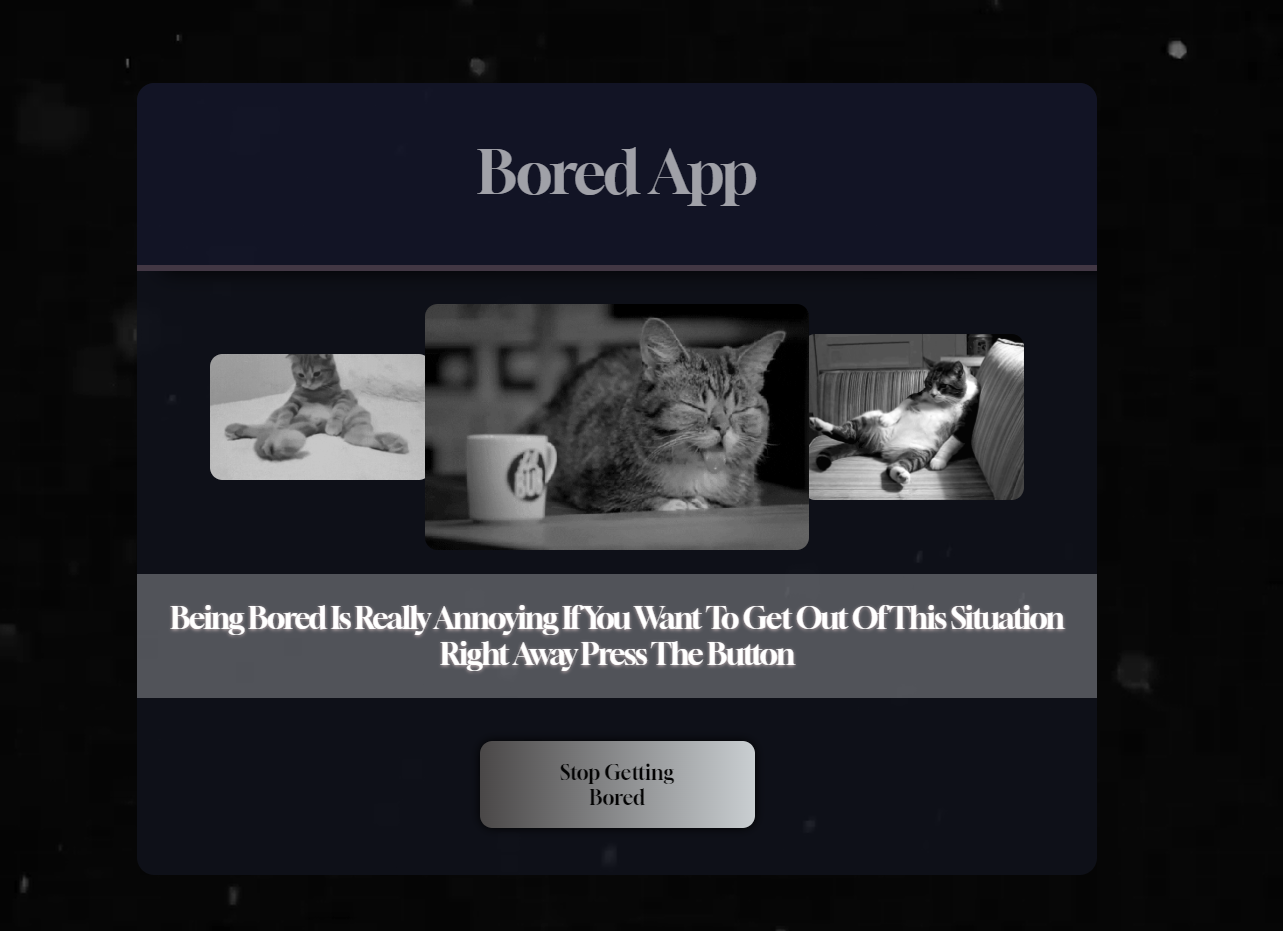 Bored App
Being Bored Is Really Annoying If You Want To Get Out Of This Situation
Right Away Press The Button
Stop Getting
Bored